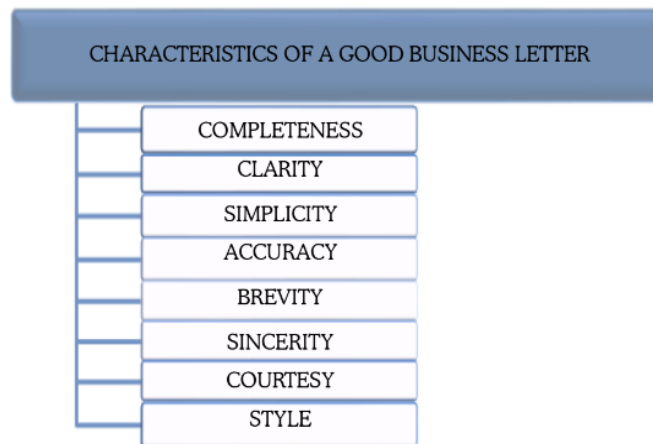 CHARACTERISTICS OF A GOOD BUSINESS LETTER
COMPLETENESS
CLARITY
SIMPLICITY
ACCURACY
BREVITY
SINCERITY
COURTESY
STYLE